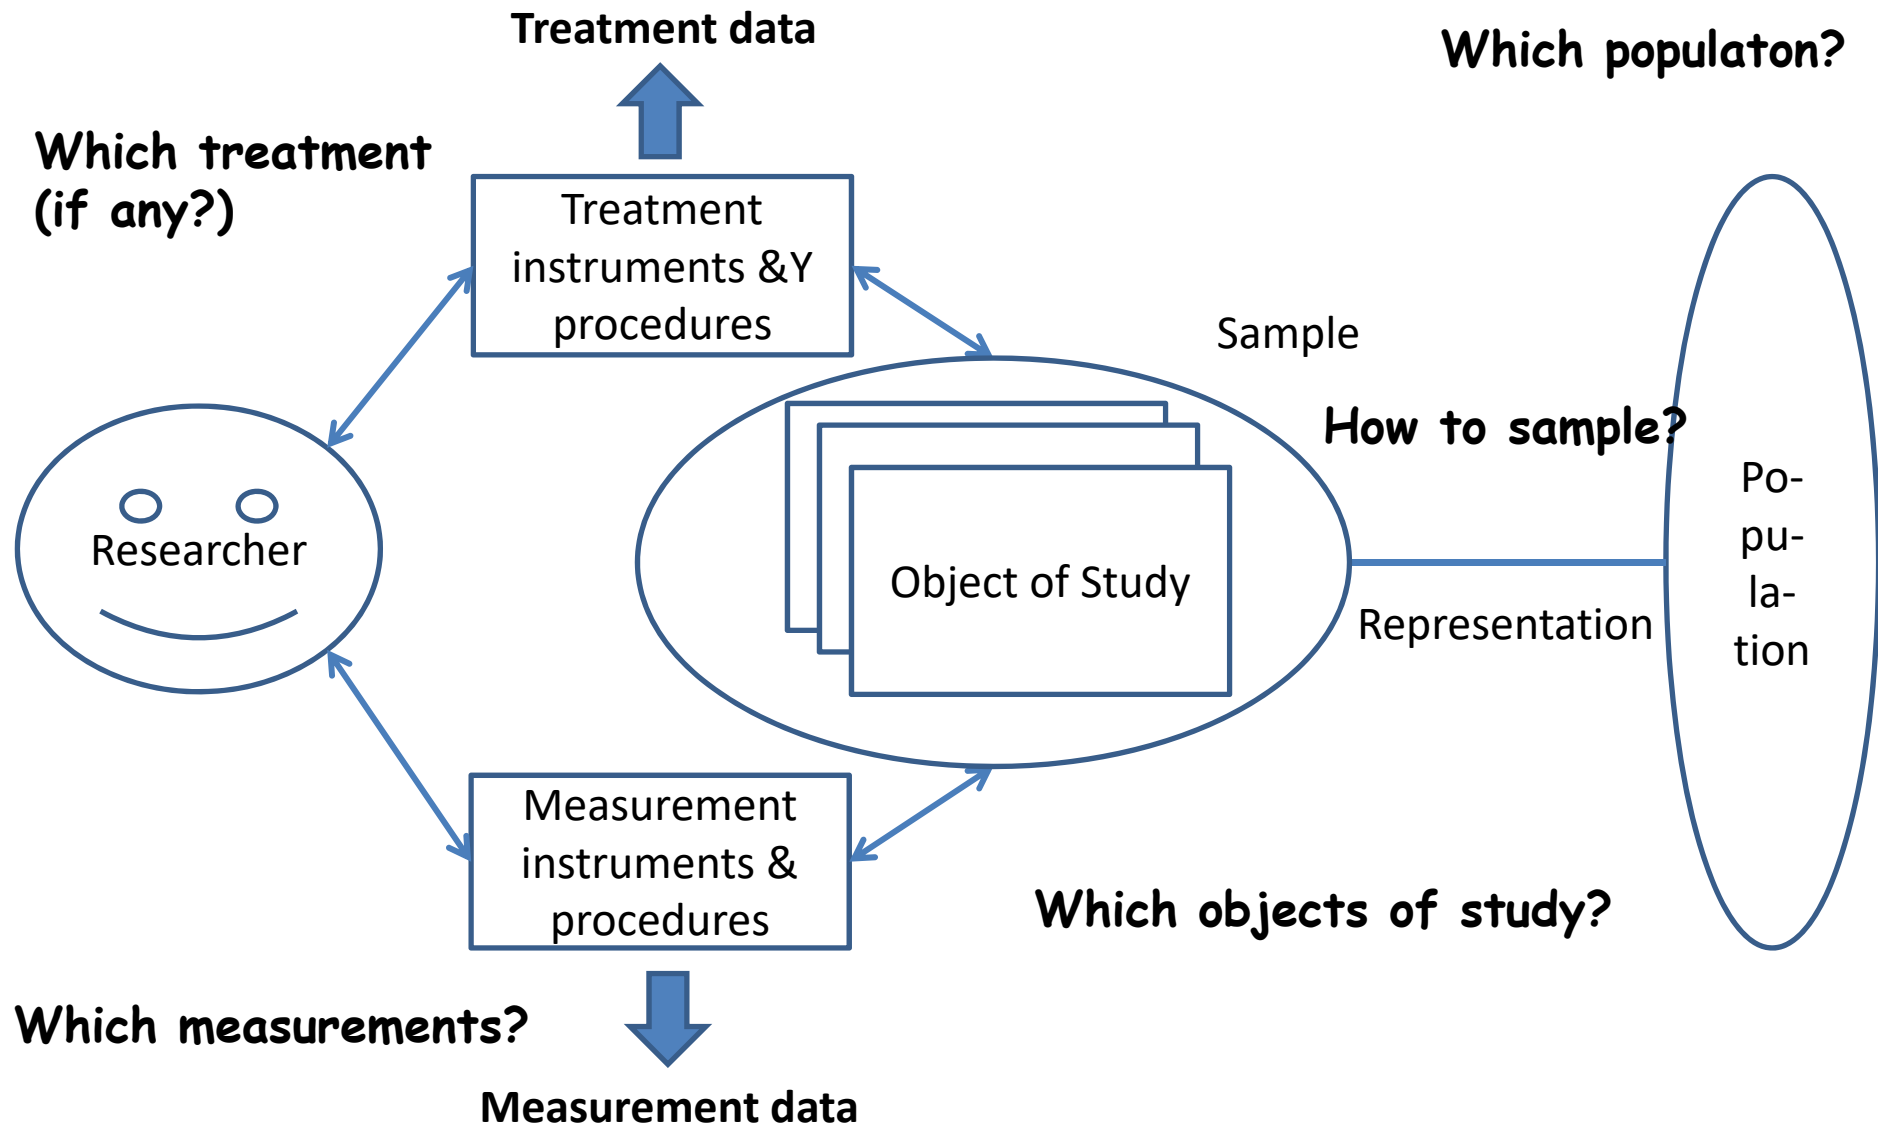 Treatment data
Which populaton?
Which treatment
(if any?)
Treatment
instruments &Y
procedures
Sample
How to sample?
Researcher
Object of Study
Representation
Po-
pu-
la-
tion
Measurement
instruments &
procedures
Which objects of study?
Which measurements?
Measurement data